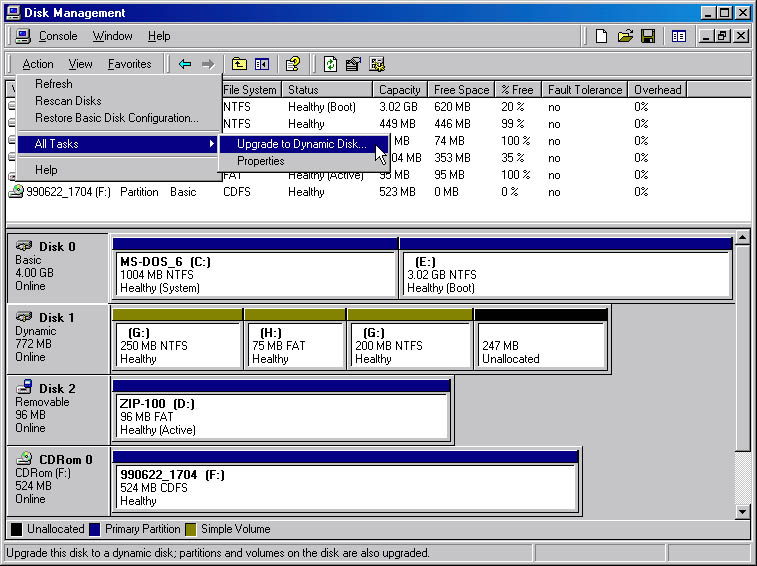 Disk Management
Console Window Help
Action View Favorites
File System Status Capacity Free Space % Free Fault Tolerance Overhead
Refresh
Rescan Disks
Restore Basic Disk Configuration...
All Tasks
Help
Upgrade to Dynamic Disk...
Properties
NTFS Healthy (Boot) 3.02 GB 620 MB 20 % no 0%
NTFS Healthy 449 MB 446 MB 99 % no 0%
MB 74 MB 100 % no 0%
04 MB 353 MB 35 % no 0%
FAT Healthy (Active) 95 MB 95 MB 100 % no 0%
990622_1704 (F:) Partition Basic CDFS Healthy 523 MB 0 MB 0 % no 0%
Disk 0
Basic
4.00 GB
Online
MS-DOS_6 (C:)
1004 MB NTFS
Healthy (System)
(E:)
3.02 GB NTFS
Healthy (Boot)
Disk 1
Dynamic
772 MB
Online
(G:)
250 MB NTFS
Healthy
(H:)
75 MB FAT
Healthy
(G:)
200 MB NTFS
Healthy
247 MB
Unallocated
Disk 2
Removable
96 MB
Online
ZIP-100 (D:)
96 MB FAT
Healthy (Active)
CDRom 0
CDRom (F:)
524 MB
Online
990622_1704 (F:)
524 MB CDFS
Healthy
Unallocated Primary Partition Simple Volume
Upgrade this disk to a dynamic disk; partitions and volumes on the disk are also upgraded.